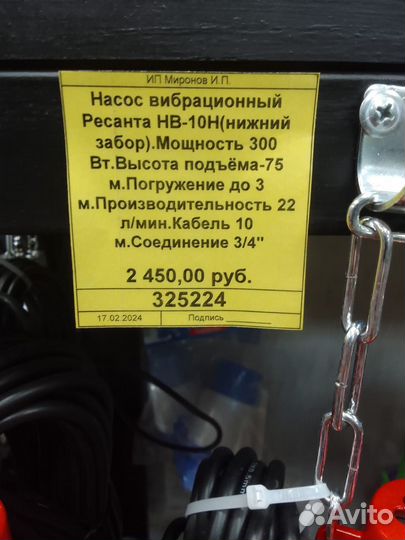 ИП Миронов И.П.
Насос вибрационный
Ресанта НВ-10Н(нижний
забор).Мощность 300
Вт.Высота подъёма-75
м.Погружение до 3
м.Производительность 22
л/мин.Кабель 10
м.Соединение 3/4"
2 450,00 руб.
325224
17.02.2024 Подпись
Avito